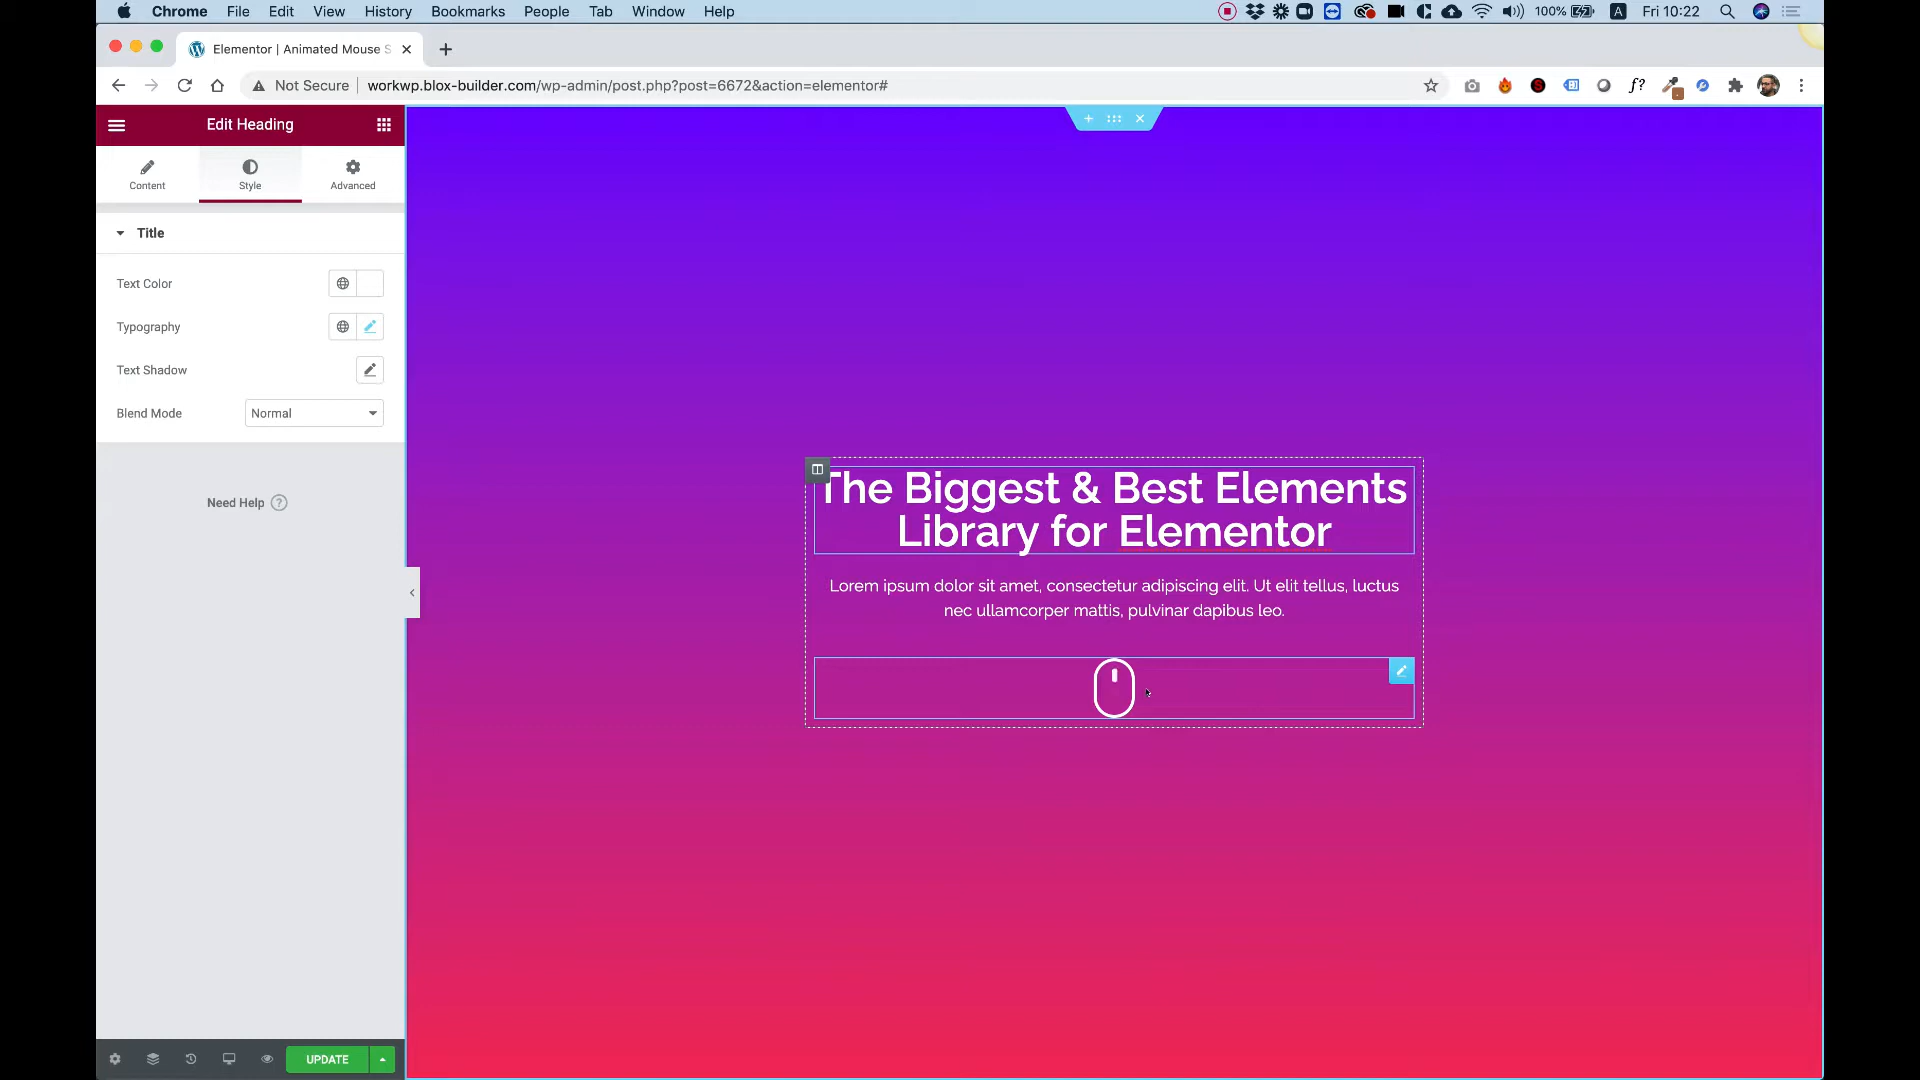 Chrome File Edit View History Bookmarks People Tab Window Help
100% A Fri 10:22
Elementor | Animated Mouse S
Not Secure workwp.blox-builder.com/wp-admin/post.php?post=6672&action=elementor#
f?
Edit Heading
Content Style Advanced
Title
Text Color
Typography
Text Shadow
Blend Mode Normal
Need Help ?
The Biggest & Best Elements
Library for Elementor
Lorem ipsum dolor sit amet, consectetur adipiscing elit. Ut elit tellus, luctus
nec ullamcorper mattis, pulvinar dapibus leo.
UPDATE